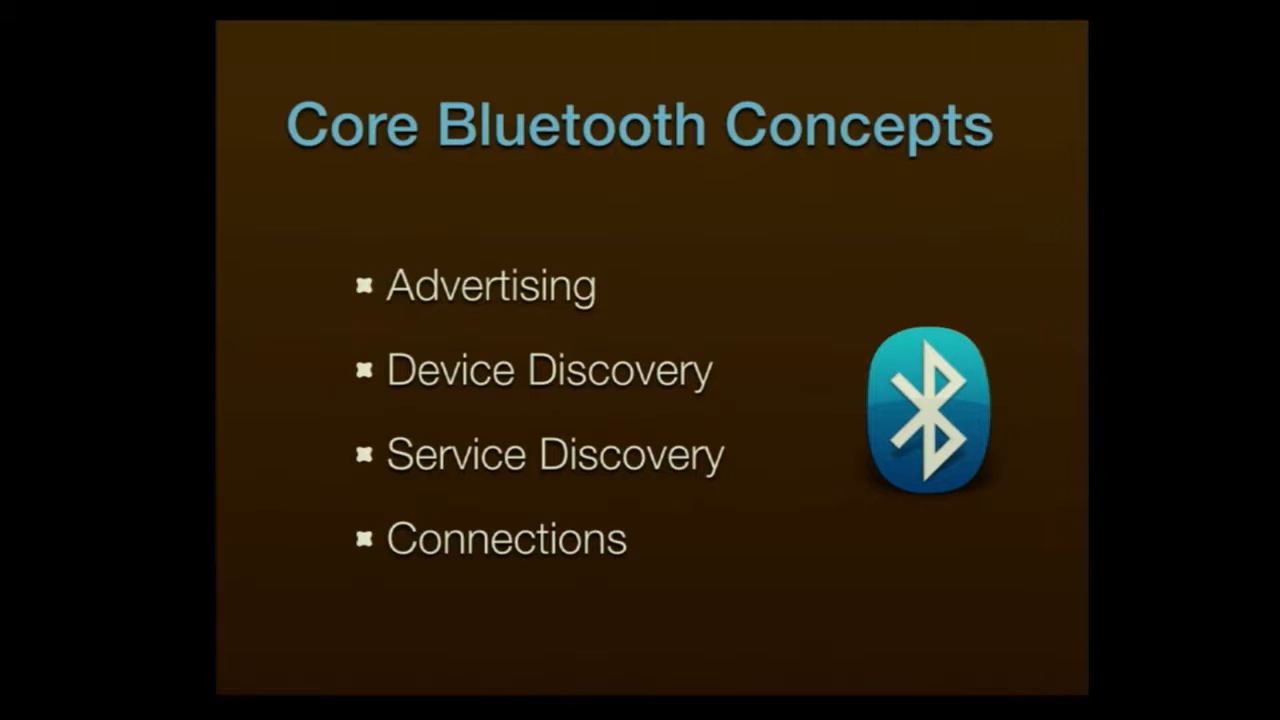 Core Bluetooth Concepts
Advertising
Device Discovery
Service Discovery
Connections